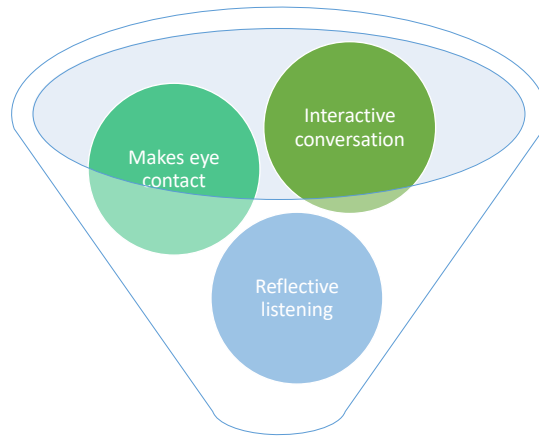 Interactive
conversation
Makes eye
contact
Reflective
listening